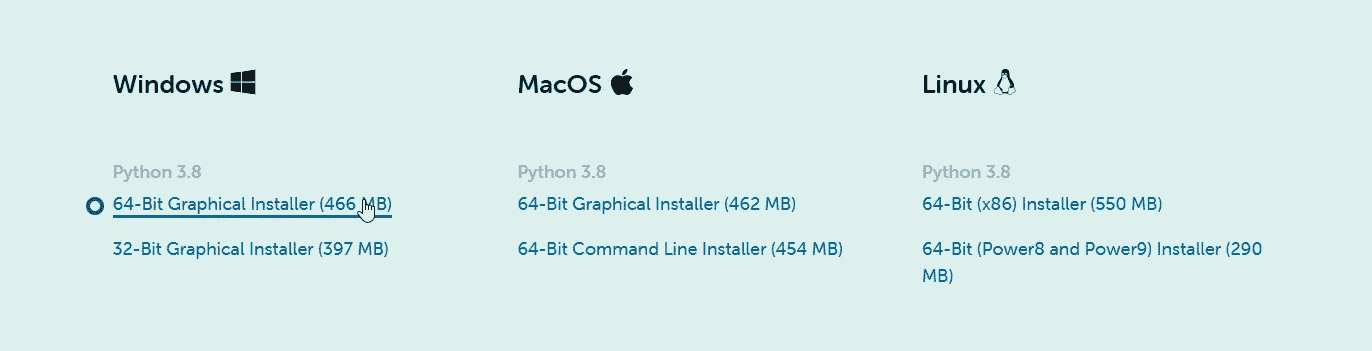 Windows
Python 3.8
64-Bit Graphical Installer (466 MB)
32-Bit Graphical Installer (397 MB)
MacOS
Python 3.8
64-Bit Graphical Installer (462 MB)
64-Bit Command Line Installer (454 MB)
Linux
Python 3.8
64-Bit (x86) Installer (550 MB)
64-Bit (Power8 and Power9) Installer (290
MB)